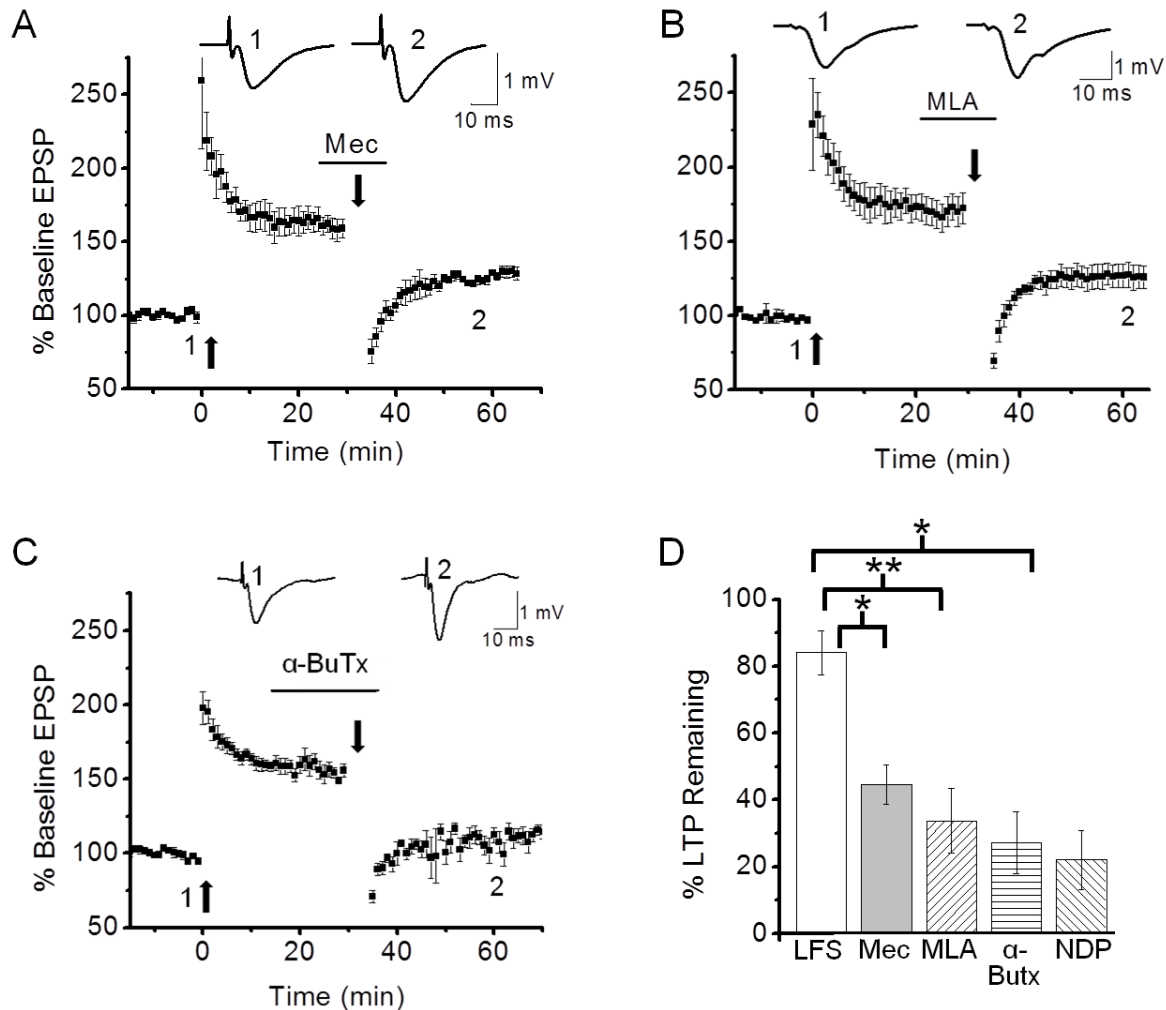 A
1
2
1 mV
10 ms
Mec
% Baseline EPSP
250
200
150
100
50
1
2
0
20
40
60
Time (min)
B
1
2
1 mV
10 ms
MLA
% Baseline EPSP
250
200
150
100
50
1
2
0
20
40
60
Time (min)
C
1
2
1 mV
10 ms
α-BuTx
% Baseline EPSP
250
200
150
100
50
1
2
0
20
40
60
Time (min)
D
*
**
*
% LTP Remaining
100
80
60
40
20
0
LFS Mec MLA α- NDP
Butx